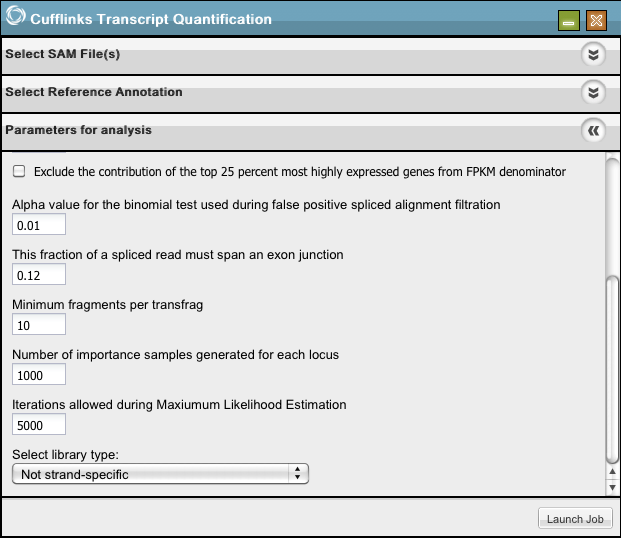 Cufflinks Transcript Quantification
Select SAM File(s)
Select Reference Annotation
Parameters for analysis
Exclude the contribution of the top 25 percent most highly expressed genes from FPKM denominator
Alpha value for the binomial test used during false positive spliced alignment filtration
0.01
This fraction of a spliced read must span an exon junction
0.12
Minimum fragments per transfrag
10
Number of importance samples generated for each locus
1000
Iterations allowed during Maxiumum Likelihood Estimation
5000
Select library type:
Not strand-specific
Launch Job